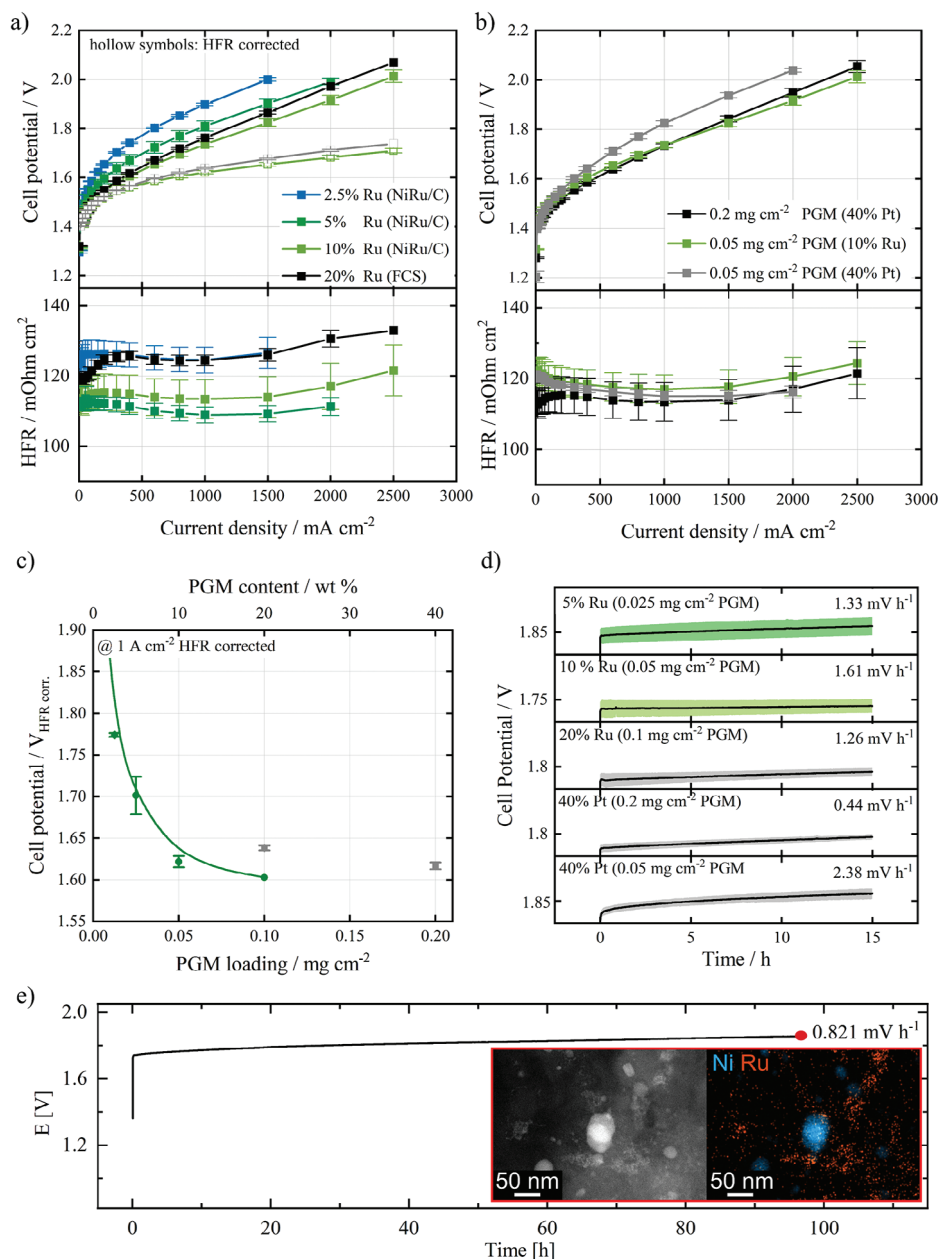 a)
hollow symbols: HFR corrected
2.2
2.0
1.8
1.6
1.4
1.2
Cell potential / V
2.5% Ru (NiRu/C)
5% Ru (NiRu/C)
10% Ru (NiRu/C)
20% Ru (FCS)
140
120
100
HFR / mOhm cm²
0 500 1000 1500 2000 2500 3000
Current density / mA cm⁻²
b)
2.2
2.0
1.8
1.6
1.4
1.2
Cell potential / V
0.2 mg cm⁻² PGM (40% Pt)
0.05 mg cm⁻² PGM (10% Ru)
0.05 mg cm⁻² PGM (40% Pt)
140
120
100
HFR / mOhm cm²
0 500 1000 1500 2000 2500 3000
Current density / mA cm⁻²
c)
PGM content / wt %
0 10 20 30 40
@ 1 A cm⁻² HFR corrected
1.90
1.85
1.80
1.75
1.70
1.65
1.60
1.55
Cell potential / V HFR corr.
0.00 0.05 0.10 0.15 0.20
PGM loading / mg cm⁻²
d)
5% Ru (0.025 mg cm⁻² PGM) 1.33 mV h⁻¹
1.85
10 % Ru (0.05 mg cm⁻² PGM) 1.61 mV h⁻¹
1.75
20% Ru (0.1 mg cm⁻² PGM) 1.26 mV h⁻¹
1.8
40% Pt (0.2 mg cm⁻² PGM) 0.44 mV h⁻¹
1.8
40% Pt (0.05 mg cm⁻² PGM 2.38 mV h⁻¹
1.85
Cell Potential / V
0 5 10 15
Time / h
e)
2.0
1.6
1.2
E [V]
0.821 mV h⁻¹
Ni Ru
50 nm
50 nm
0 20 40 60 80 100
Time [h]